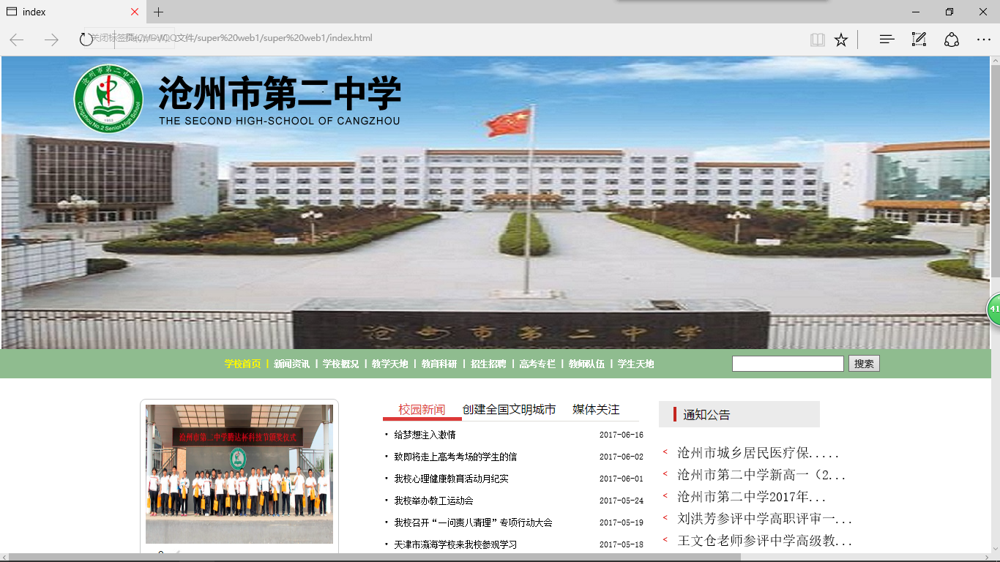 index
文件/super%20web1/super%20web1/index.html
沧州市第二中学
THE SECOND HIGH-SCHOOL OF CANGZHOU
沧州市第二中学
Cangzhou No.2 Senior High School
沧州市第二中学
学校首页 | 新闻资讯 | 学校概况 | 教学天地 | 教育科研 | 招生招聘 | 高考专栏 | 教师队伍 | 学生天地
搜索
41
沧州市第二中学腾达杯科技节颁奖仪式
校园新闻 创建全国文明城市 媒体关注
· 给梦想注入激情 2017-06-16
· 致即将走上高考考场的学生的信 2017-06-02
· 我校心理健康教育活动月纪实 2017-06-01
· 我校举办教工运动会 2017-05-24
· 我校召开“一问责八清理”专项行动大会 2017-05-19
· 天津市瀛海学校来我校参观学习 2017-05-18
通知公告
< 沧州市城乡居民医疗保.....
< 沧州市第二中学新高一（2...
< 沧州市第二中学2017年...
< 刘洪芳参评中学高职评审一...
< 王文仓老师参评中学高级教...